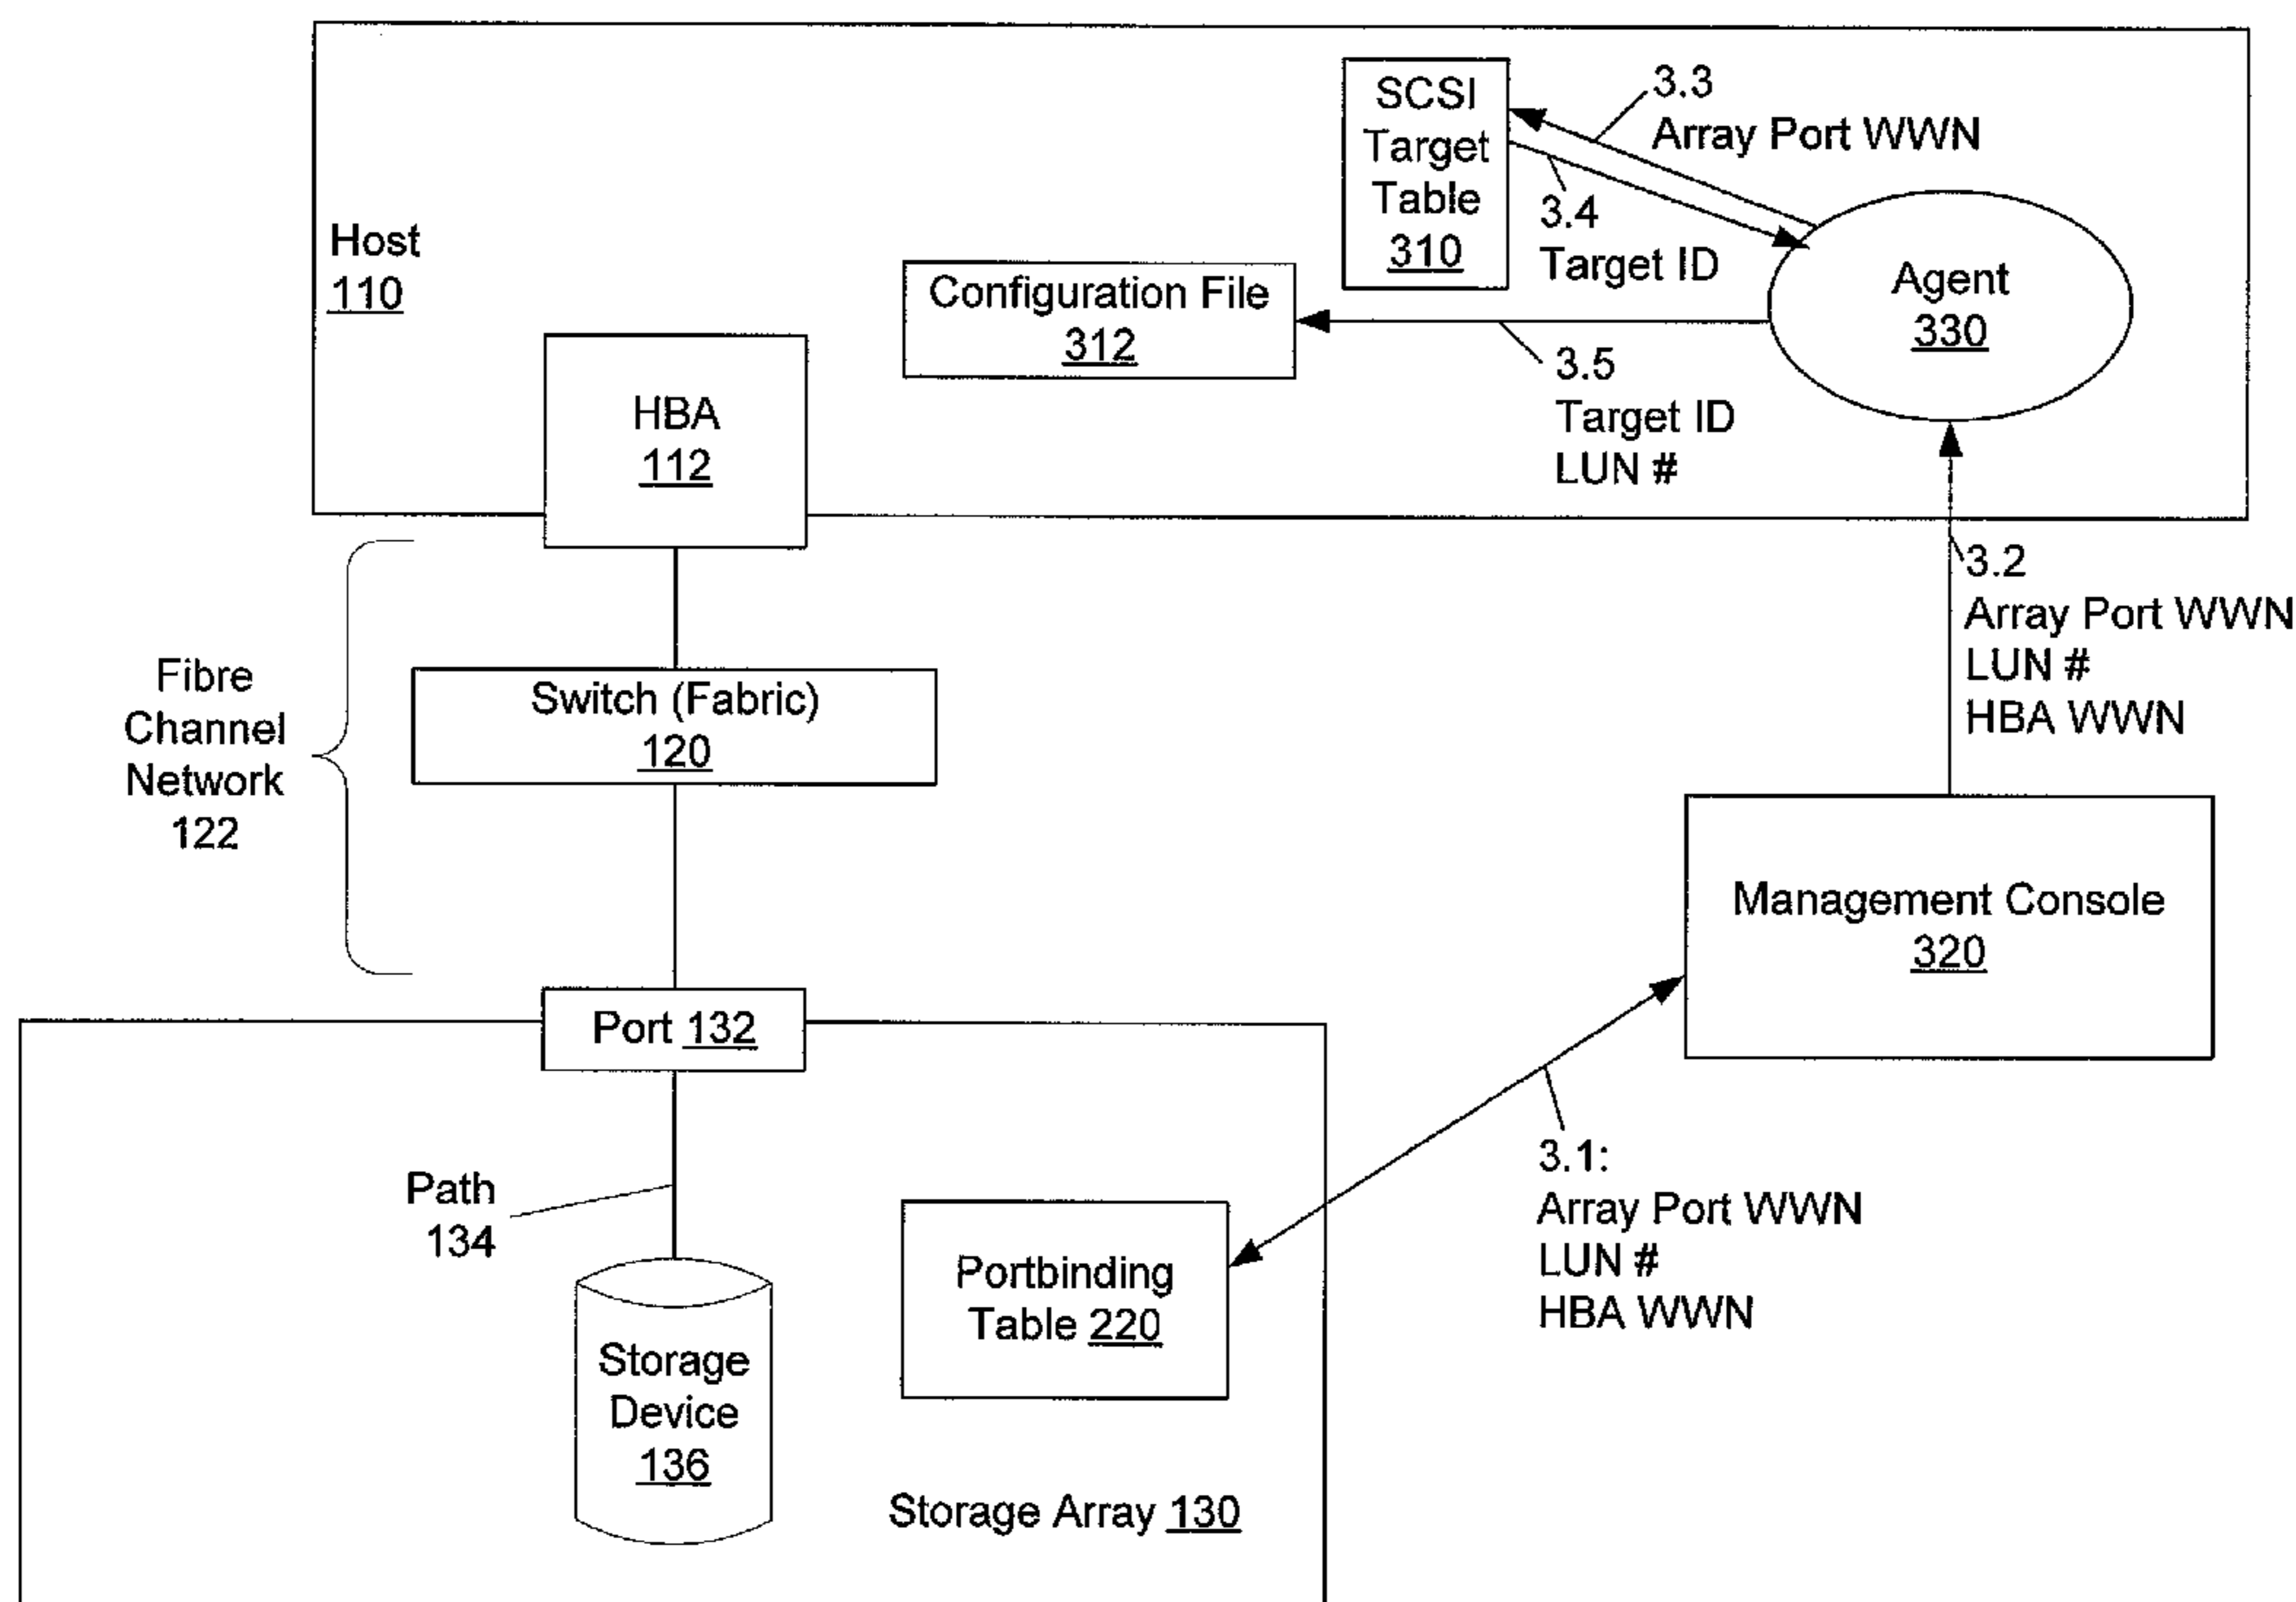 SCSI
Target
Table
310
3.3
Array Port WWN
3.4
Target ID
Host
110
Configuration File
312
Agent
330
3.5
Target ID
LUN #
HBA
112
3.2
Array Port WWN
LUN #
HBA WWN
Fibre
Channel
Network
122
Switch (Fabric)
120
Management Console
320
Port 132
3.1:
Array Port WWN
LUN #
HBA WWN
Path
134
Portbinding
Table 220
Storage
Device
136
Storage Array 130